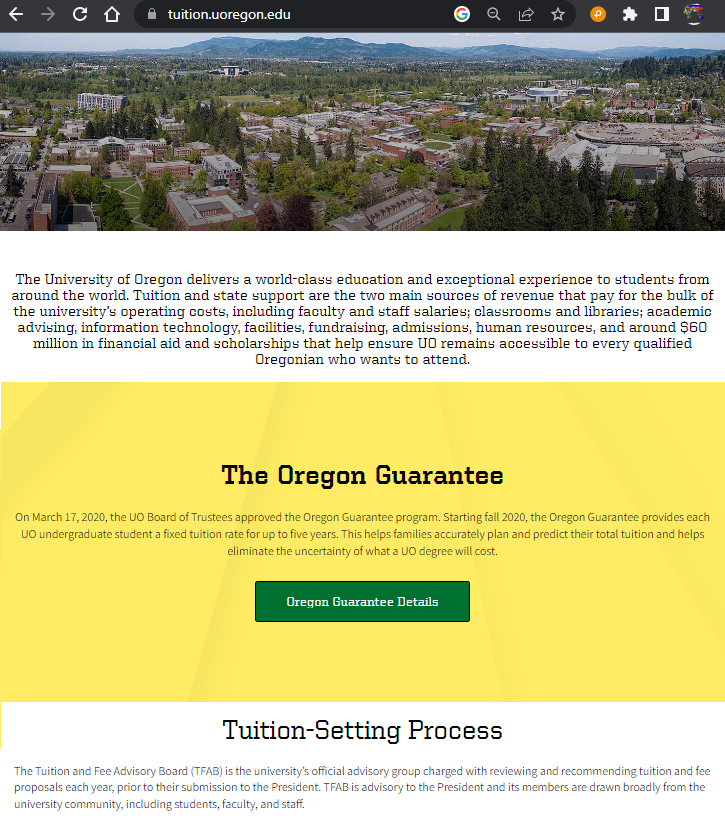 tuition.uoregon.edu
The University of Oregon delivers a world-class education and exceptional experience to students from
around the world. Tuition and state support are the two main sources of revenue that pay for the bulk of
the university's operating costs, including faculty and staff salaries; classrooms and libraries; academic
advising, information technology, facilities, fundraising, admissions, human resources, and around $60
million in financial aid and scholarships that help ensure UO remains accessible to every qualified
Oregonian who wants to attend.
The Oregon Guarantee
On March 17, 2020, the UO Board of Trustees approved the Oregon Guarantee program. Starting fall 2020, the Oregon Guarantee provides each
UO undergraduate student a fixed tuition rate for up to five years. This helps families accurately plan and predict their total tuition and helps
eliminate the uncertainty of what a UO degree will cost.
Oregon Guarantee Details
Tuition-Setting Process
The Tuition and Fee Advisory Board (TFAB) is the university's official advisory group charged with reviewing and recommending tuition and fee
proposals each year, prior to their submission to the President. TFAB is advisory to the President and its members are drawn broadly from the
university community, including students, faculty, and staff.